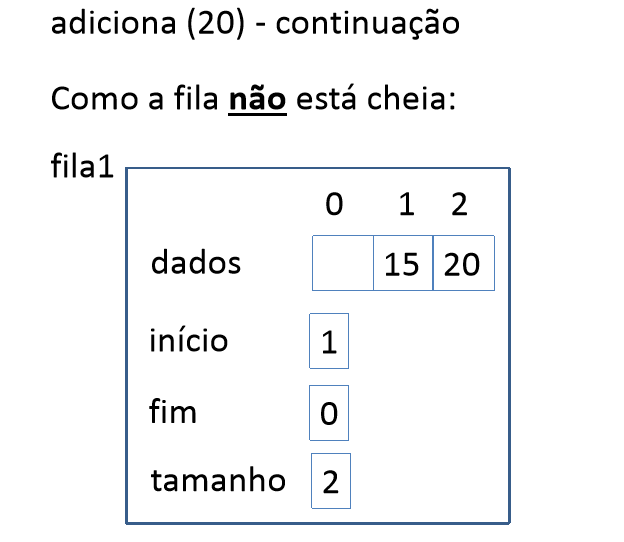 adiciona (20) - continuação
Como a fila não está cheia:
fila1
0 1 2
dados 15 20
início 1
fim 0
tamanho 2